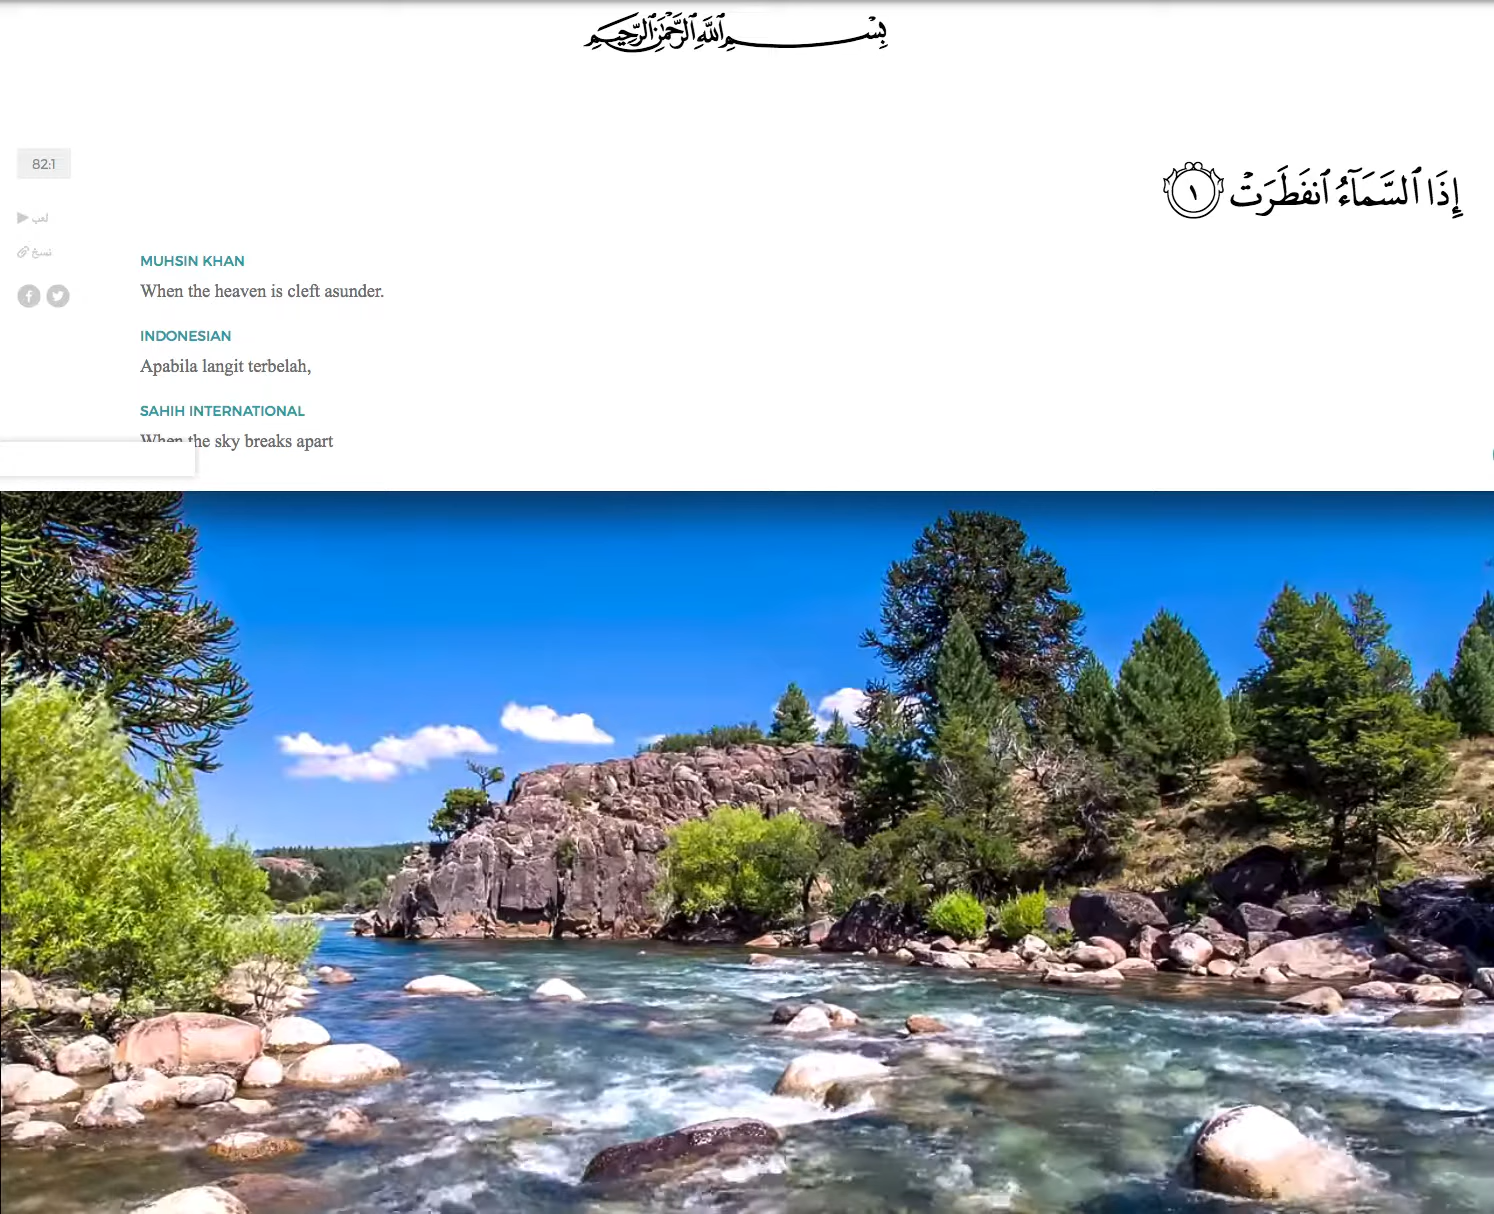 بِسْمِ ٱللَّهِ ٱلرَّحْمَٰنِ ٱلرَّحِيمِ
82:1
إِذَا ٱلسَّمَآءُ ٱنفَطَرَتْ ١
لعب
نسخ
MUHSIN KHAN
When the heaven is cleft asunder.
INDONESIAN
Apabila langit terbelah,
SAHIH INTERNATIONAL
When the sky breaks apart